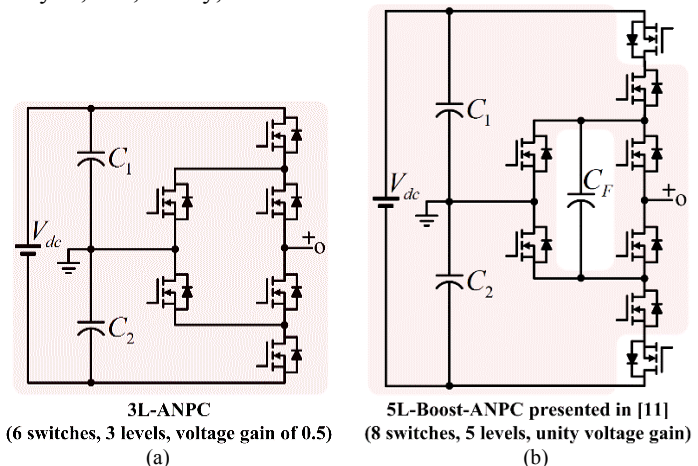 C1
C2
Vdc
+
o
3L-ANPC
(6 switches, 3 levels, voltage gain of 0.5)
(a)
C1
C2
Vdc
CF
+
o
5L-Boost-ANPC presented in [11]
(8 switches, 5 levels, unity voltage gain)
(b)